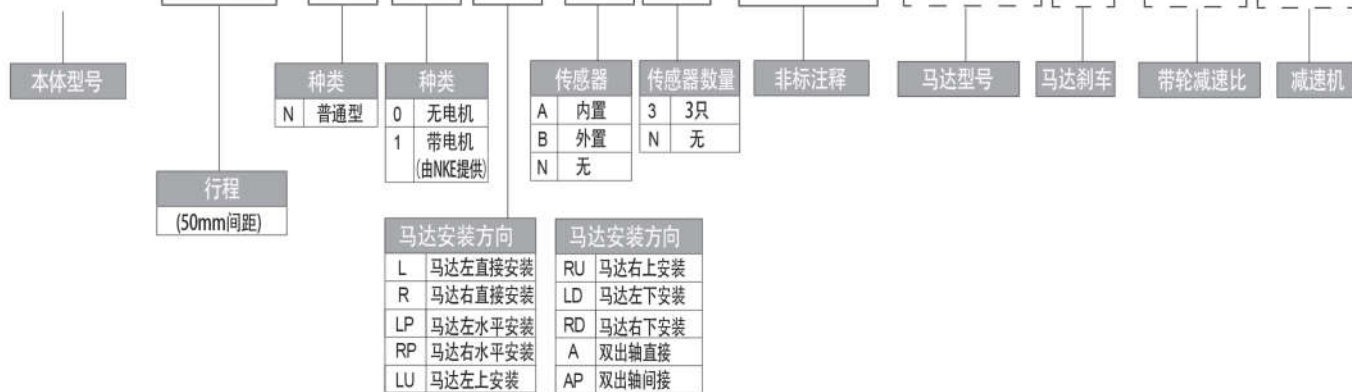 本体型号
种类
N 普通型
种类
0 无电机
1 带电机
(由NKE提供)
传感器
A 内置
B 外置
N 无
传感器数量
3 3只
N 无
非标注释
马达型号
马达刹车
带轮减速比
减速机
行程
(50mm间距)
马达安装方向
L 马达左直接安装
R 马达右直接安装
LP 马达左水平安装
RP 马达右水平安装
LU 马达左上安装
马达安装方向
RU 马达右上安装
LD 马达左下安装
RD 马达右下安装
A 双出轴直接
AP 双出轴间接